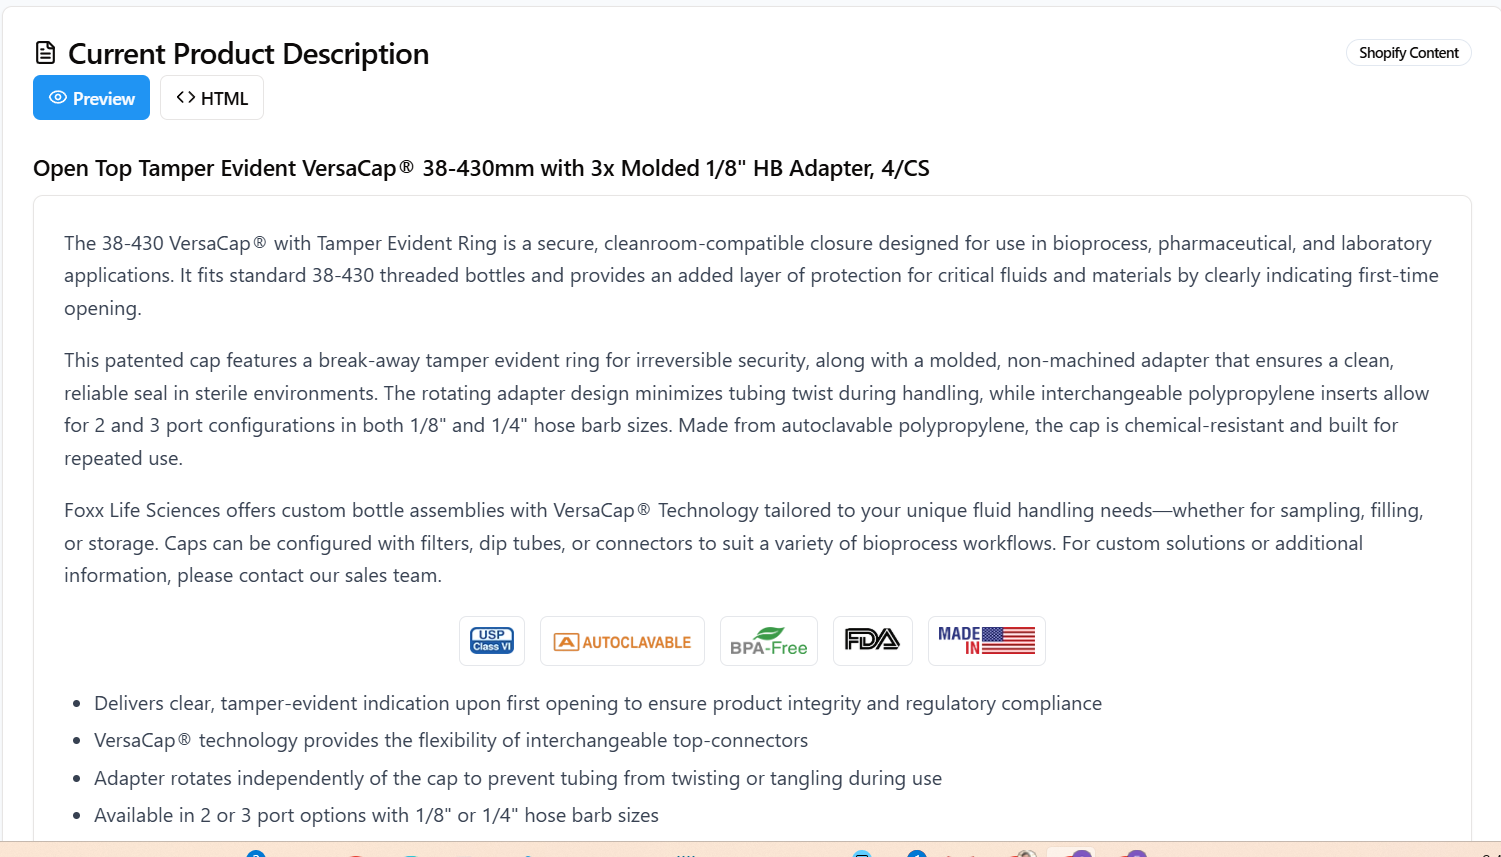 Current Product Description
Shopify Content
Preview
<> HTML
Open Top Tamper Evident VersaCap® 38-430mm with 3x Molded 1/8" HB Adapter, 4/CS
The 38-430 VersaCap® with Tamper Evident Ring is a secure, cleanroom-compatible closure designed for use in bioprocess, pharmaceutical, and laboratory
applications. It fits standard 38-430 threaded bottles and provides an added layer of protection for critical fluids and materials by clearly indicating first-time
opening.
This patented cap features a break-away tamper evident ring for irreversible security, along with a molded, non-machined adapter that ensures a clean,
reliable seal in sterile environments. The rotating adapter design minimizes tubing twist during handling, while interchangeable polypropylene inserts allow
for 2 and 3 port configurations in both 1/8" and 1/4" hose barb sizes. Made from autoclavable polypropylene, the cap is chemical-resistant and built for
repeated use.
Foxx Life Sciences offers custom bottle assemblies with VersaCap® Technology tailored to your unique fluid handling needs—whether for sampling, filling,
or storage. Caps can be configured with filters, dip tubes, or connectors to suit a variety of bioprocess workflows. For custom solutions or additional
information, please contact our sales team.
USP
Class VI
A AUTOCLAVABLE
BPA-Free
FDA
MADE
IN
• Delivers clear, tamper-evident indication upon first opening to ensure product integrity and regulatory compliance
• VersaCap® technology provides the flexibility of interchangeable top-connectors
• Adapter rotates independently of the cap to prevent tubing from twisting or tangling during use
• Available in 2 or 3 port options with 1/8" or 1/4" hose barb sizes